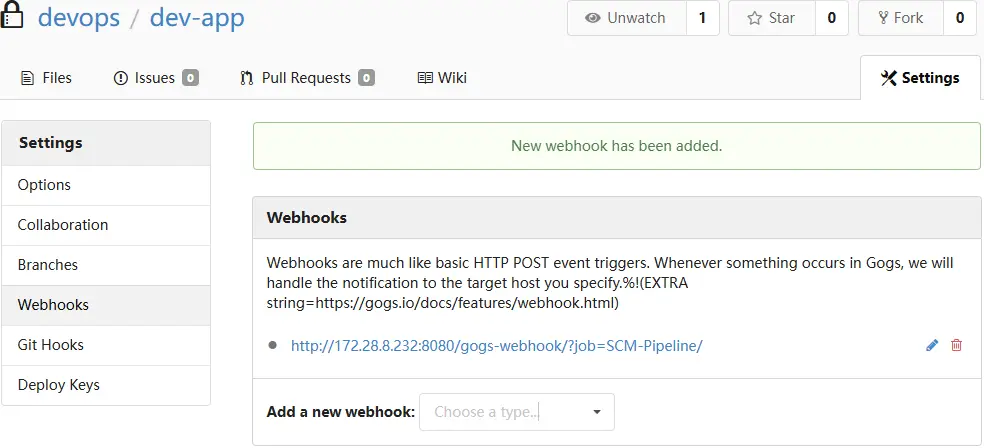 devops / dev-app
Unwatch 1 Star 0 Fork 0
Files Issues 0 Pull Requests 0 Wiki Settings
Settings
Options
Collaboration
Branches
Webhooks
Git Hooks
Deploy Keys
New webhook has been added.
Webhooks
Webhooks are much like basic HTTP POST event triggers. Whenever something occurs in Gogs, we will
handle the notification to the target host you specify.%!(EXTRA
string=https://gogs.io/docs/features/webhook.html)
http://172.28.8.232:8080/gogs-webhook/?job=SCM-Pipeline/
Add a new webhook: Choose a type...